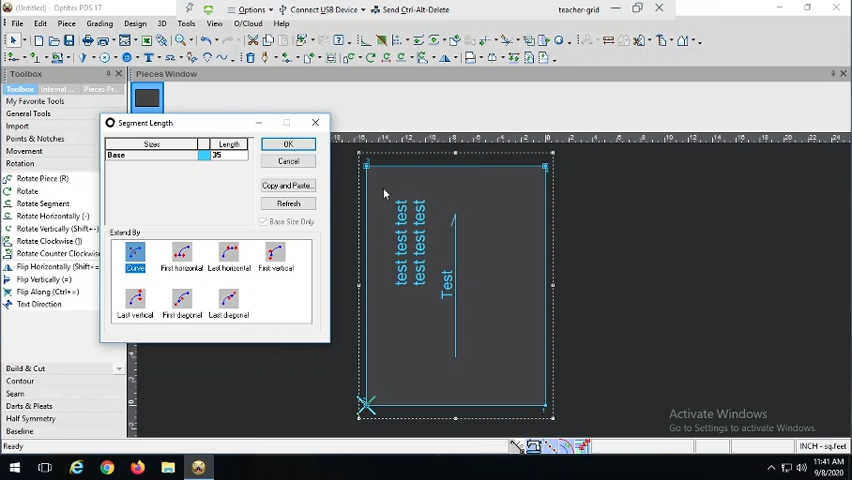 (Untitled) - Optitex PDS 17
Options
Connect USB Device
Send Ctrl-Alt-Delete
teacher-grid
File Edit Piece Grading Design 3D Tools View O/Cloud Help
Toolbox
Pieces Window
Toolbox Internal ... Pieces Pr...
My Favorite Tools
General Tools
Import
Points & Notches
Movement
Rotation
Rotate Piece (R)
Rotate
Rotate Segment
Rotate Horizontally (-)
Rotate Vertically (Shift+-)
Rotate Clockwise (])
Rotate Counter Clockwise
Flip Horizontally (Shift+=
Flip Vertically (=)
Flip Along (Ctrl+=)
Text Direction
Build & Cut
Contour
Seam
Darts & Pleats
Half Symmetry
Baseline
Segment Length
Sizes Length
Base 35
OK
Cancel
Copy and Paste...
Refresh
Base Size Only
Extend By
Curve First horizontal Last horizontal First vertical
Last vertical First diagonal Last diagonal
test test test
test test test
Test
Activate Windows
Go to Settings to activate Windows.
Ready
INCH - sq.feet
11:41 AM
9/8/2020